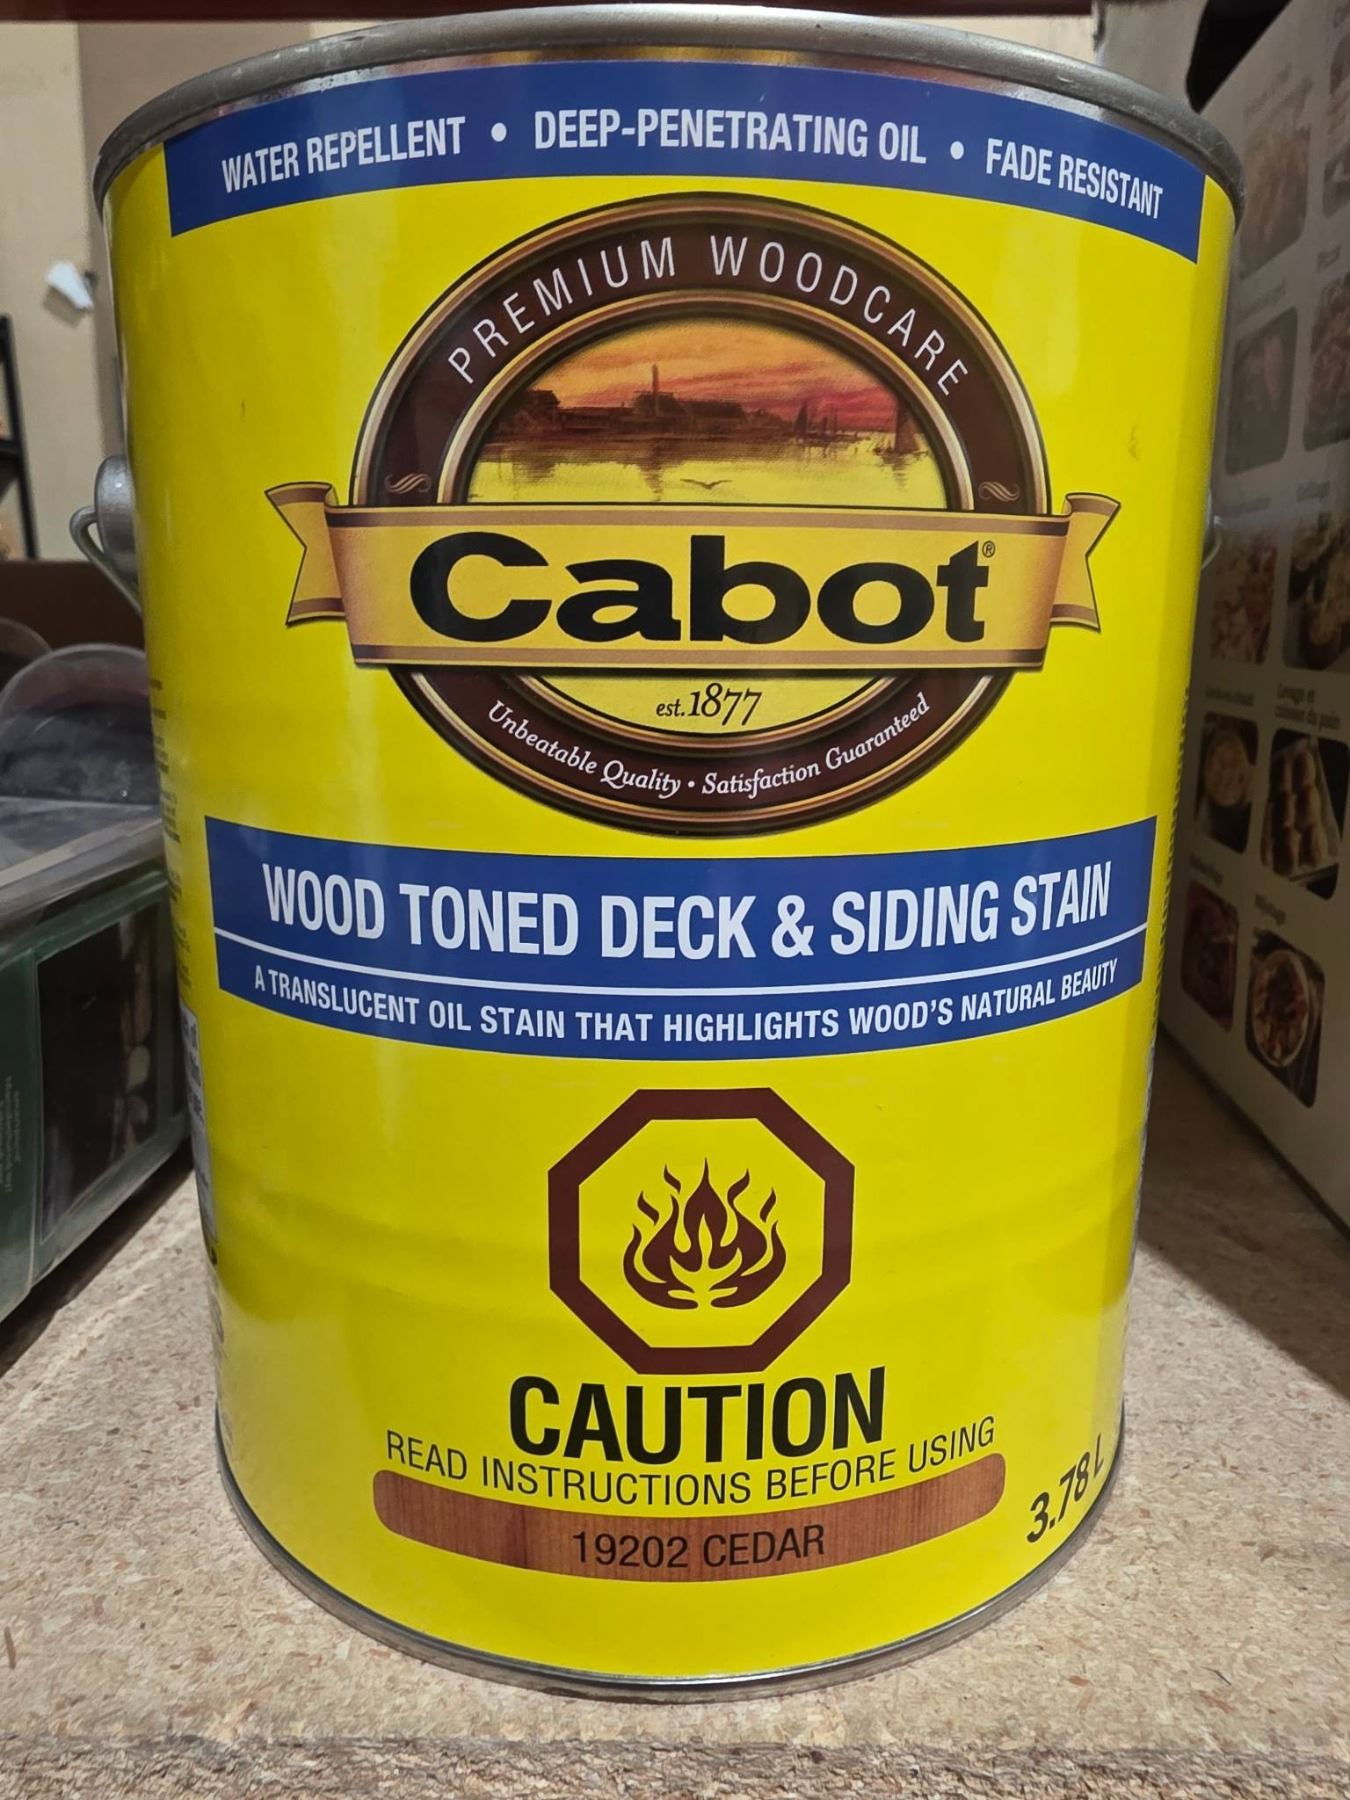 WATER REPELLENT • DEEP-PENETRATING OIL • FADE RESISTANT
PREMIUM WOODCARE
Cabot®
est. 1877
Unbeatable Quality • Satisfaction Guaranteed
WOOD TONED DECK & SIDING STAIN
A TRANSLUCENT OIL STAIN THAT HIGHLIGHTS WOOD'S NATURAL BEAUTY
CAUTION
READ INSTRUCTIONS BEFORE USING
19202 CEDAR
3.78 L